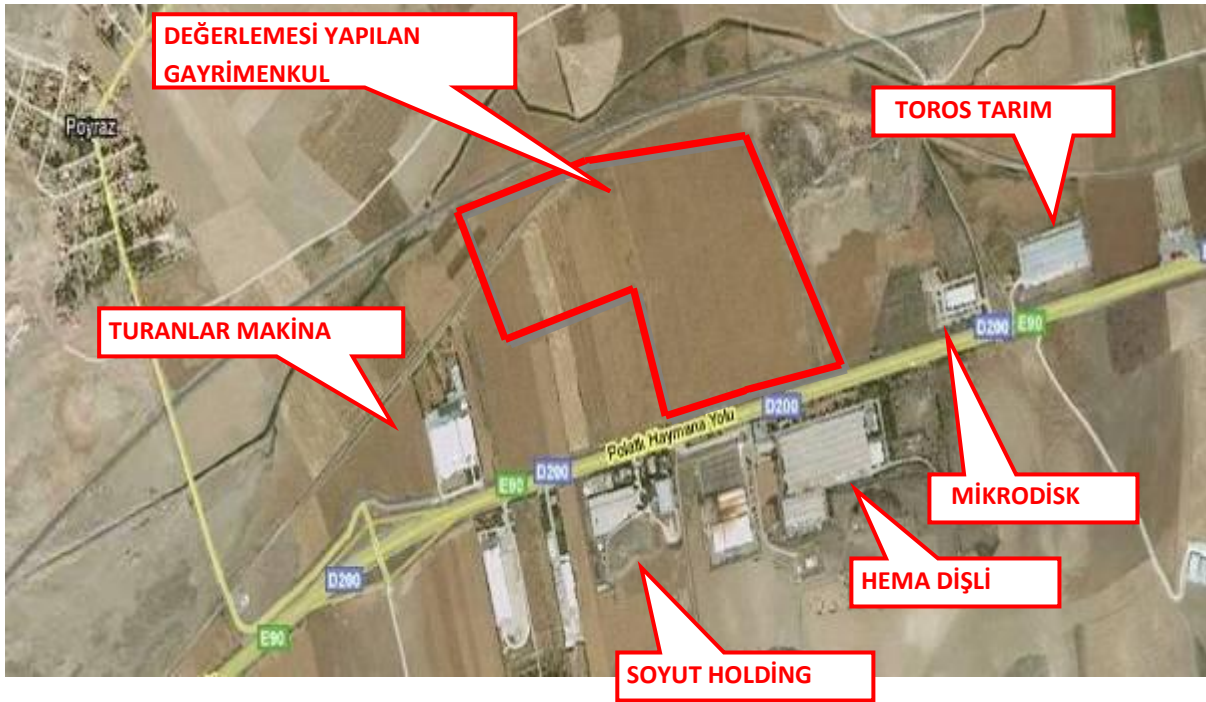 DEĞERLEMESİ YAPILAN
GAYRİMENKUL
TOROS TARIM
Poyraz
TURANLAR MAKİNA
D200
E90
D200
Polatlı Haymana Yolu
E90
D200
MİKRODİSK
HEMA DİŞLİ
D200
E90
SOYUT HOLDİNG